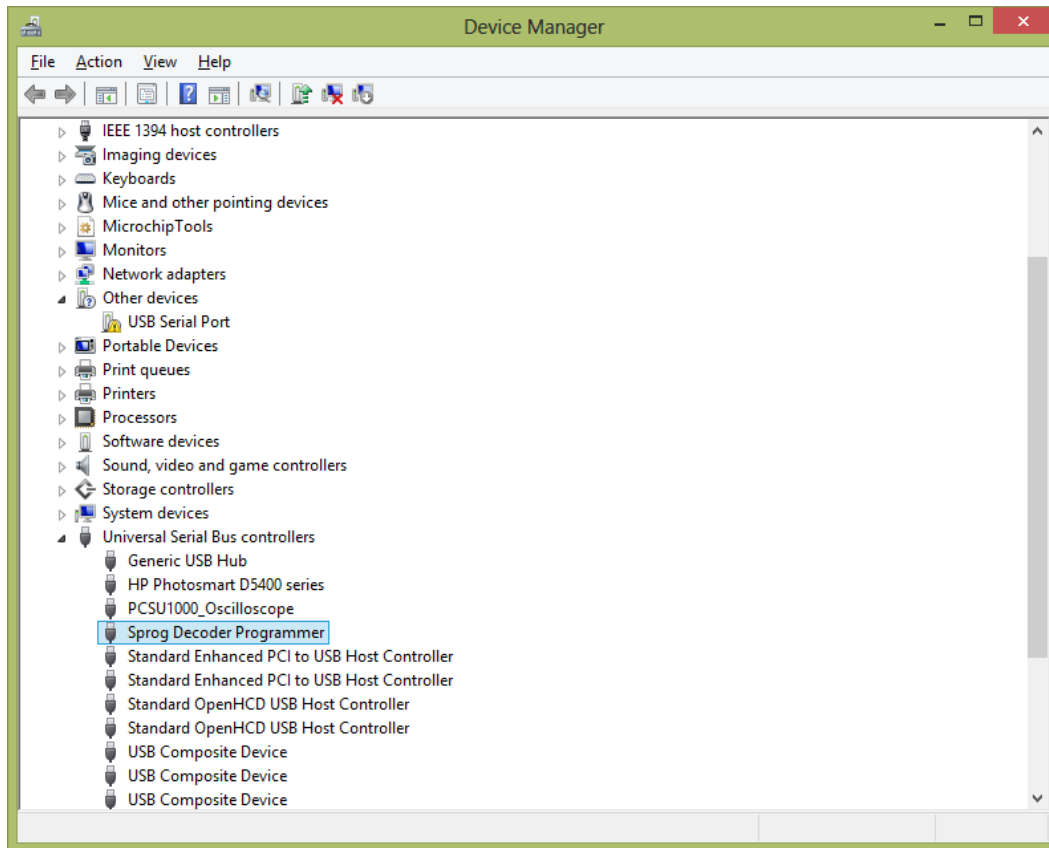 Device Manager
File Action View Help
IEEE 1394 host controllers
Imaging devices
Keyboards
Mice and other pointing devices
MicrochipTools
Monitors
Network adapters
Other devices
USB Serial Port
Portable Devices
Print queues
Printers
Processors
Software devices
Sound, video and game controllers
Storage controllers
System devices
Universal Serial Bus controllers
Generic USB Hub
HP Photosmart D5400 series
PCSU1000_Oscilloscope
Sprog Decoder Programmer
Standard Enhanced PCI to USB Host Controller
Standard Enhanced PCI to USB Host Controller
Standard OpenHCD USB Host Controller
Standard OpenHCD USB Host Controller
USB Composite Device
USB Composite Device
USB Composite Device